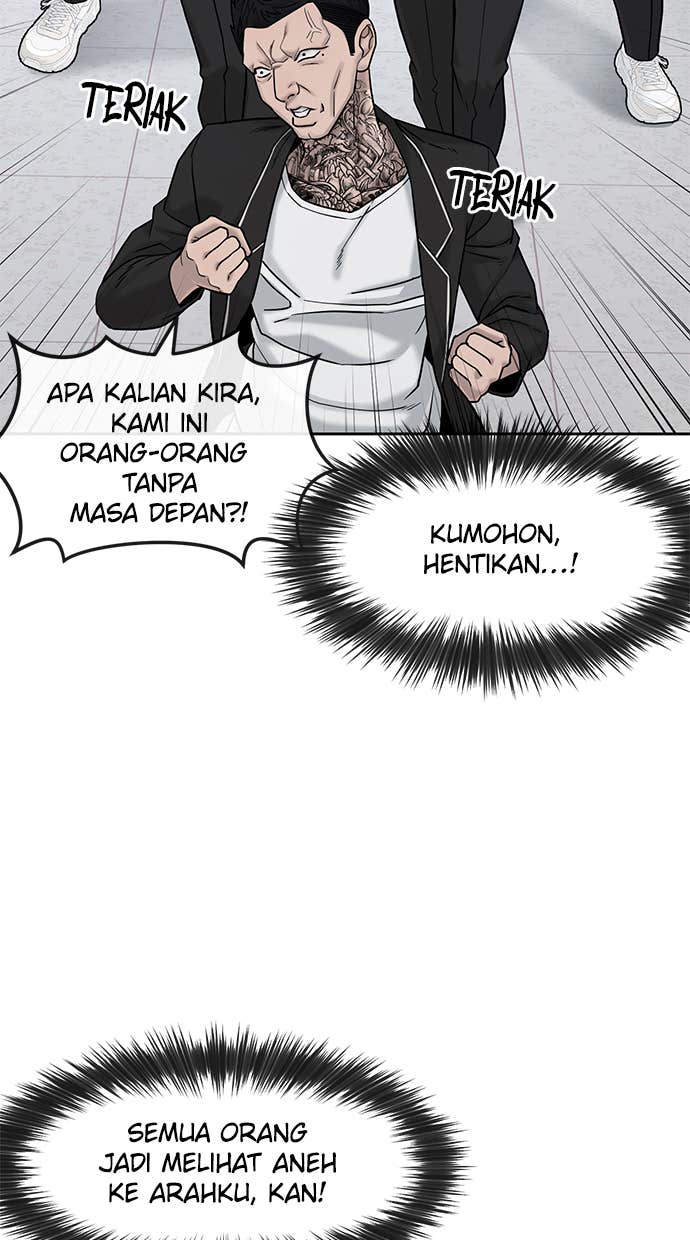 TERIAK
TERIAK
APA KALIAN KIRA,
KAMI INI
ORANG-ORANG
TANPA
MASA DEPAN?!
KUMOHON,
HENTIKAN...!
SEMUA ORANG
JADI MELIHAT ANEH
KE ARAHKU, KAN!